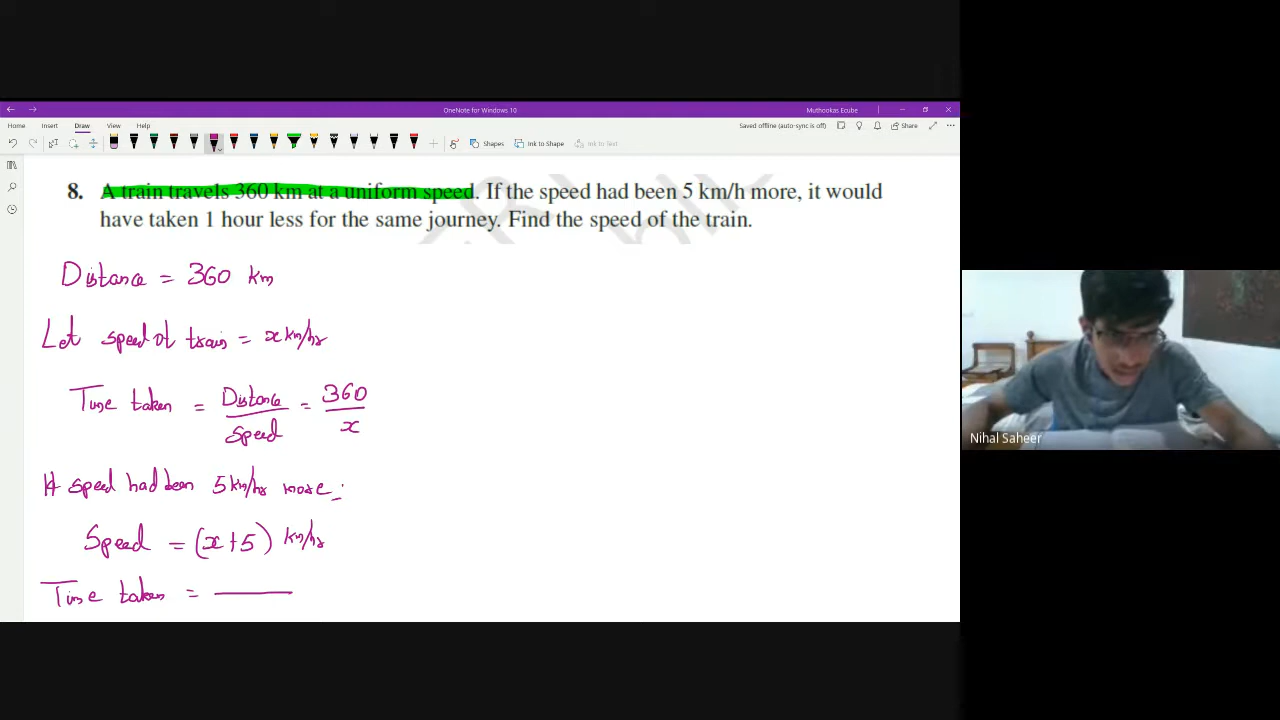 OneNote for Windows 10
Muthookas Ecube
Home Insert Draw View Help
Saved offline (auto-sync is off)
Share
Shapes
Ink to Shape
Ink to Text
8. A train travels 360 km at a uniform speed. If the speed had been 5 km/h more, it would
have taken 1 hour less for the same journey. Find the speed of the train.
Distance = 360 km
Let speed of train = x km/hr
Time taken = Distance/Speed = 360/x
If speed had been 5 km/hr more :
Speed = (x+5) km/hr
Time taken =
Nihal Saheer